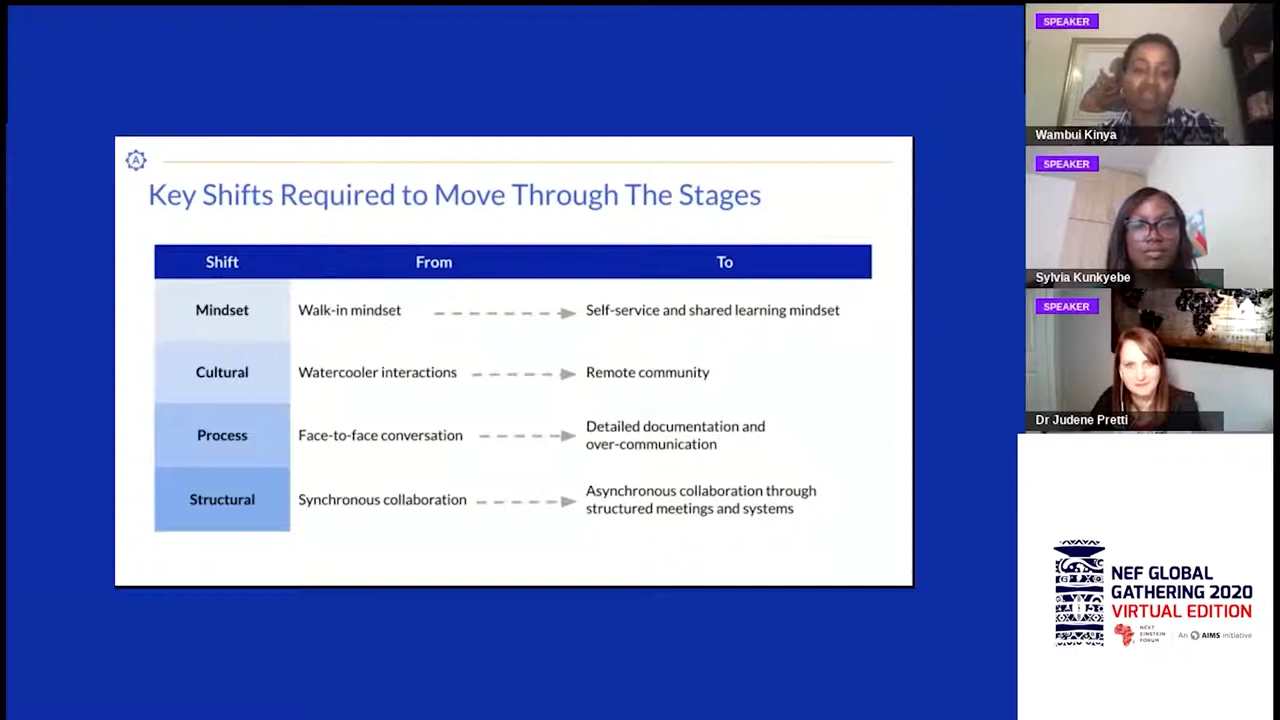 Key Shifts Required to Move Through The Stages
Shift From To
Mindset Walk-in mindset Self-service and shared learning mindset
Cultural Watercooler interactions Remote community
Process Face-to-face conversation Detailed documentation and
over-communication
Structural Synchronous collaboration Asynchronous collaboration through
structured meetings and systems
SPEAKER
Wambui Kinya
SPEAKER
Sylvia Kunkyebe
SPEAKER
Dr Judene Pretti
NEF GLOBAL
GATHERING 2020
VIRTUAL EDITION
NEXT
EINSTEIN
FORUM
An AIMS initiative